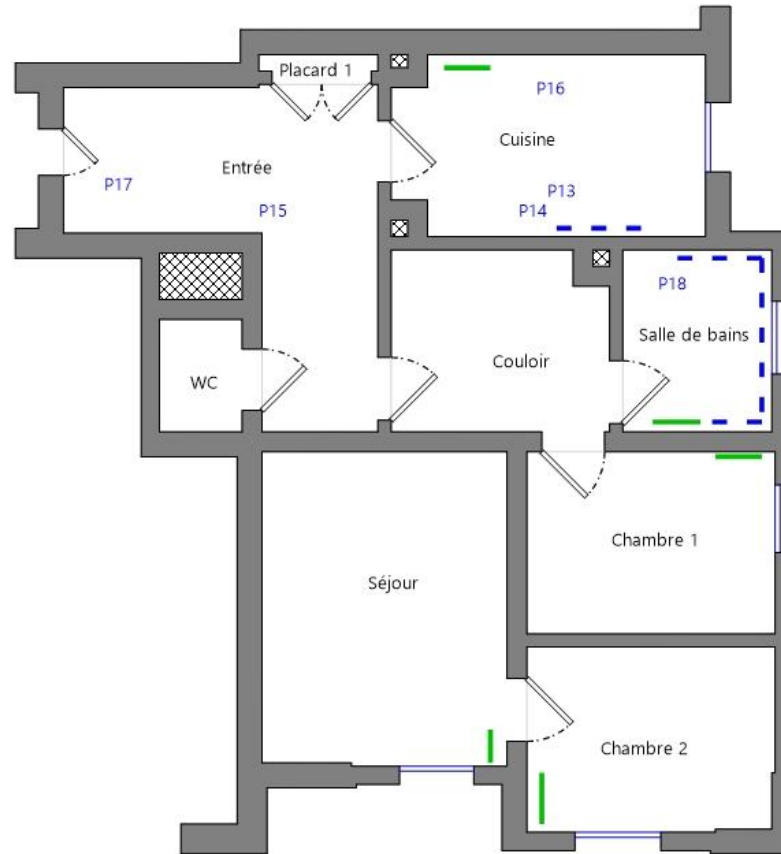 Placard 1
P16
Cuisine
Entrée
P17
P13
P15
P14
P18
Salle de bains
Couloir
WC
Chambre 1
Séjour
Chambre 2